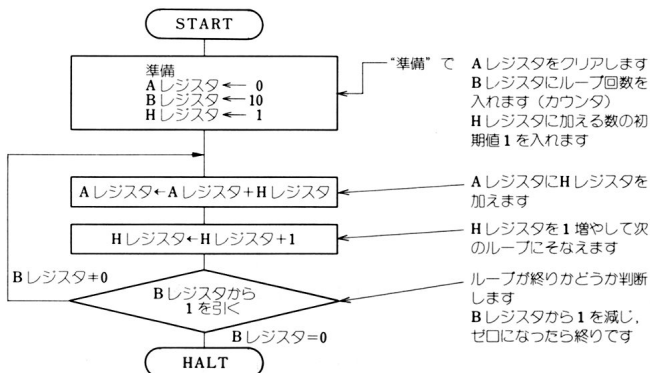 START
準備
Aレジスタ← 0
Bレジスタ← 10
Hレジスタ← 1
“準備”で Aレジスタをクリアします
Bレジスタにループ回数を
入れます（カウンタ）
Hレジスタに加える数の初
期値1を入れます
Aレジスタ←Aレジスタ+Hレジスタ
AレジスタにHレジスタを
加えます
Hレジスタ←Hレジスタ+1
Hレジスタを1増やして次
のループにそなえます
Bレジスタ≠0
Bレジスタから
1を引く
ループが終りかどうか判断
します
Bレジスタから1を減じ，
ゼロになったら終りです
Bレジスタ=0
HALT